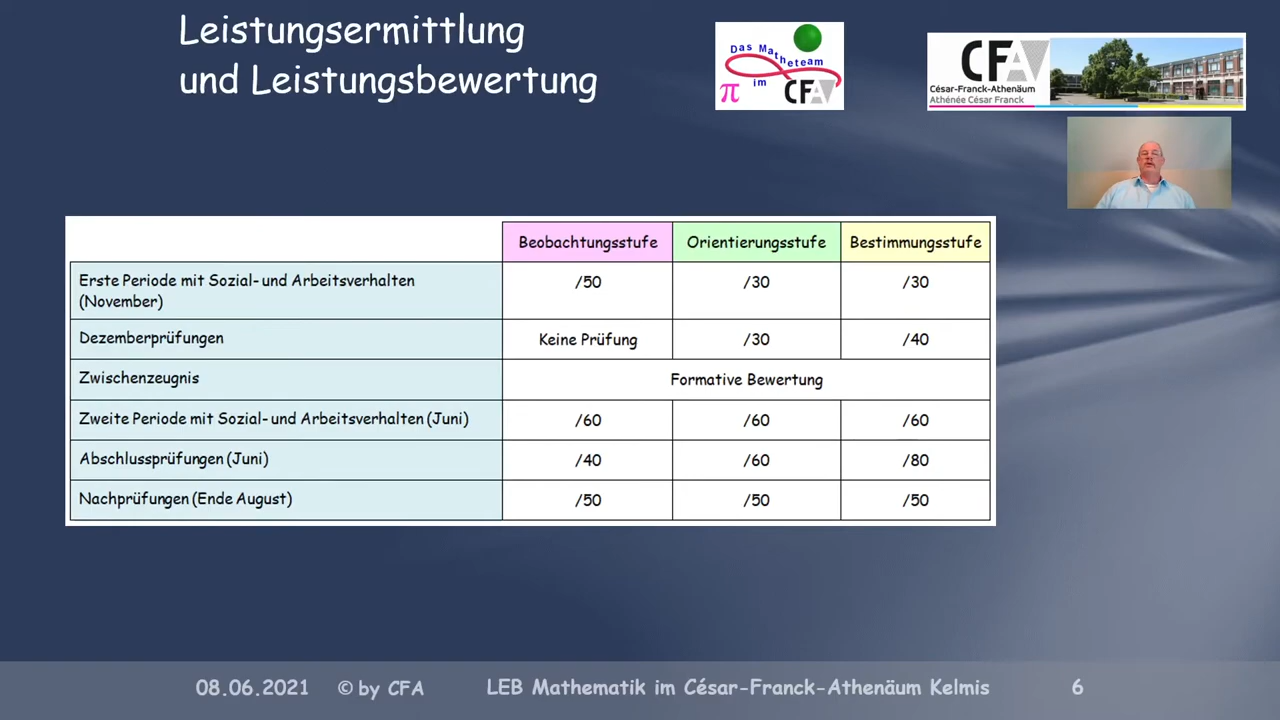 Leistungsermittlung
und Leistungsbewertung
Das Matheteam
im
π CFA
CFA
César-Franck-Athenäum
Athénée César Franck
Beobachtungsstufe Orientierungsstufe Bestimmungsstufe
Erste Periode mit Sozial- und Arbeitsverhalten
(November) /50 /30 /30
Dezemberprüfungen Keine Prüfung /30 /40
Zwischenzeugnis Formative Bewertung
Zweite Periode mit Sozial- und Arbeitsverhalten (Juni) /60 /60 /60
Abschlussprüfungen (Juni) /40 /60 /80
Nachprüfungen (Ende August) /50 /50 /50
08.06.2021 © by CFA LEB Mathematik im César-Franck-Athenäum Kelmis 6